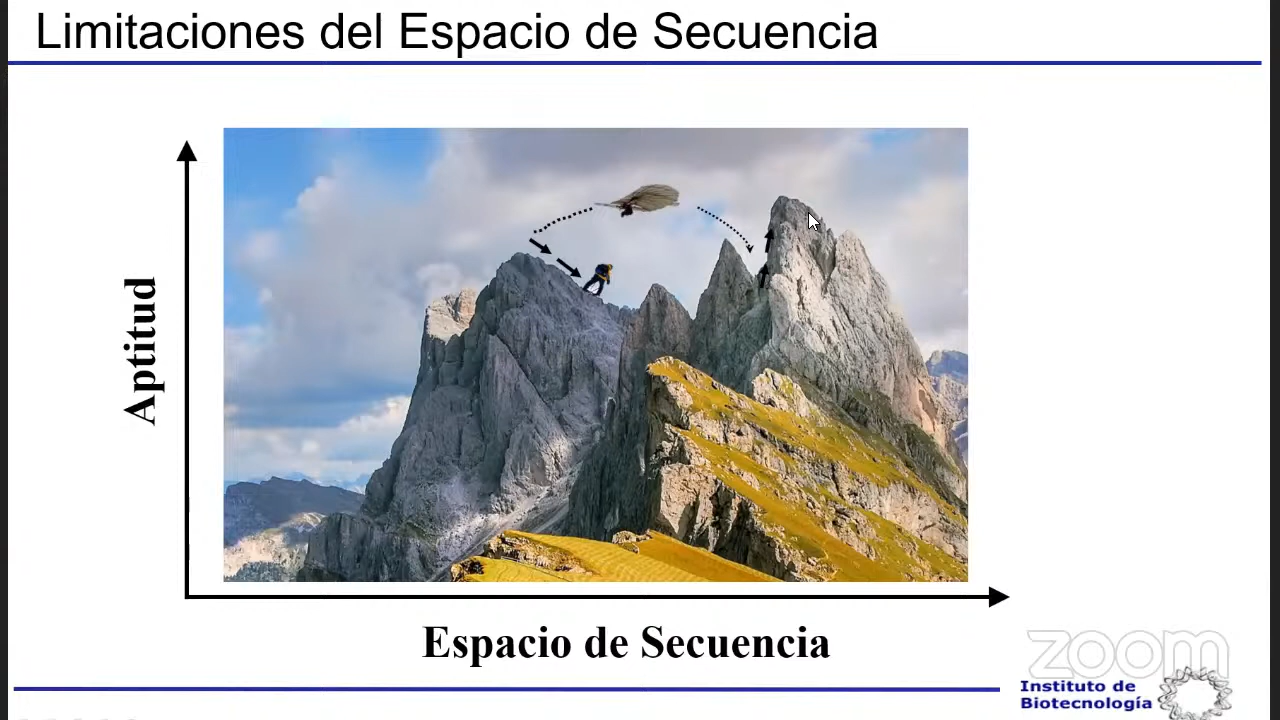 Limitaciones del Espacio de Secuencia
Aptitud
Espacio de Secuencia
zoom
Instituto de
Biotecnología